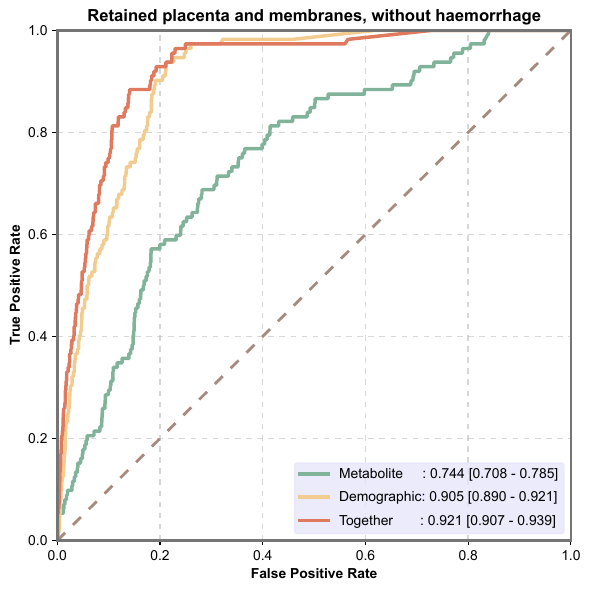 Retained placenta and membranes, without haemorrhage
1.0
0.8
0.6
0.4
0.2
0.0
True Positive Rate
Metabolite : 0.744 [0.708 - 0.785]
Demographic: 0.905 [0.890 - 0.921]
Together : 0.921 [0.907 - 0.939]
0.0 0.2 0.4 0.6 0.8 1.0
False Positive Rate